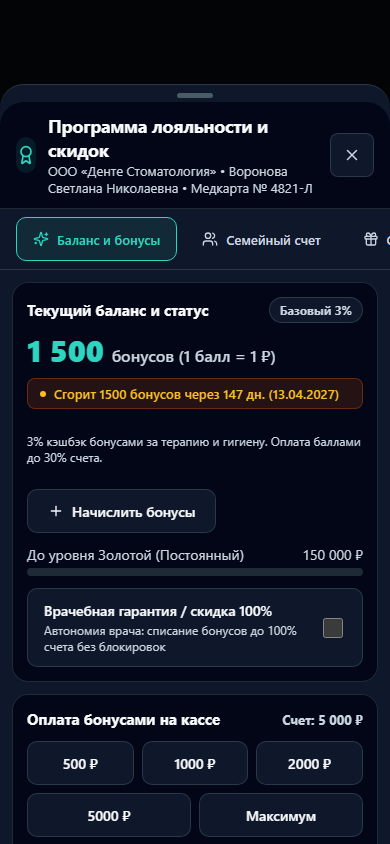 Программа лояльности и
скидок
ООО «Денте Стоматология» • Воронова
Светлана Николаевна • Медкарта № 4821-Л
Баланс и бонусы
Семейный счет
Текущий баланс и статус
Базовый 3%
1 500 бонусов (1 балл = 1 ₽)
Сгорит 1500 бонусов через 147 дн. (13.04.2027)
3% кэшбэк бонусами за терапию и гигиену. Оплата баллами
до 30% счета.
Начислить бонусы
До уровня Золотой (Постоянный)
150 000 ₽
Врачебная гарантия / скидка 100%
Автономия врача: списание бонусов до 100%
счета без блокировок
Оплата бонусами на кассе
Счет: 5 000 ₽
500 ₽
1000 ₽
2000 ₽
5000 ₽
Максимум